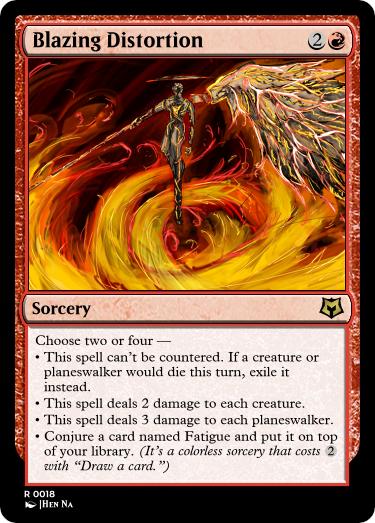 Blazing Distortion 2
Sorcery
Choose two or four —
• This spell can't be countered. If a creature or
planeswalker would die this turn, exile it
instead.
• This spell deals 2 damage to each creature.
• This spell deals 3 damage to each planeswalker.
• Conjure a card named Fatigue and put it on top
of your library. (It's a colorless sorcery that costs 2
with “Draw a card.”)
R 0018
|Hen Na